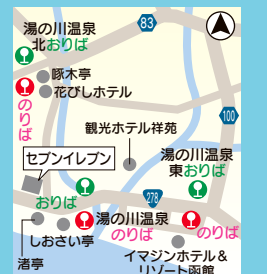 83
湯の川温泉
北おりば
啄木亭
花びしホテル
のりば
100
観光ホテル祥苑
セブンイレブン
湯の川温泉
東おりば
おりば
278
湯の川温泉
のりば
のりば
しおさい亭
渚亭
イマジンホテル&
リゾート函館